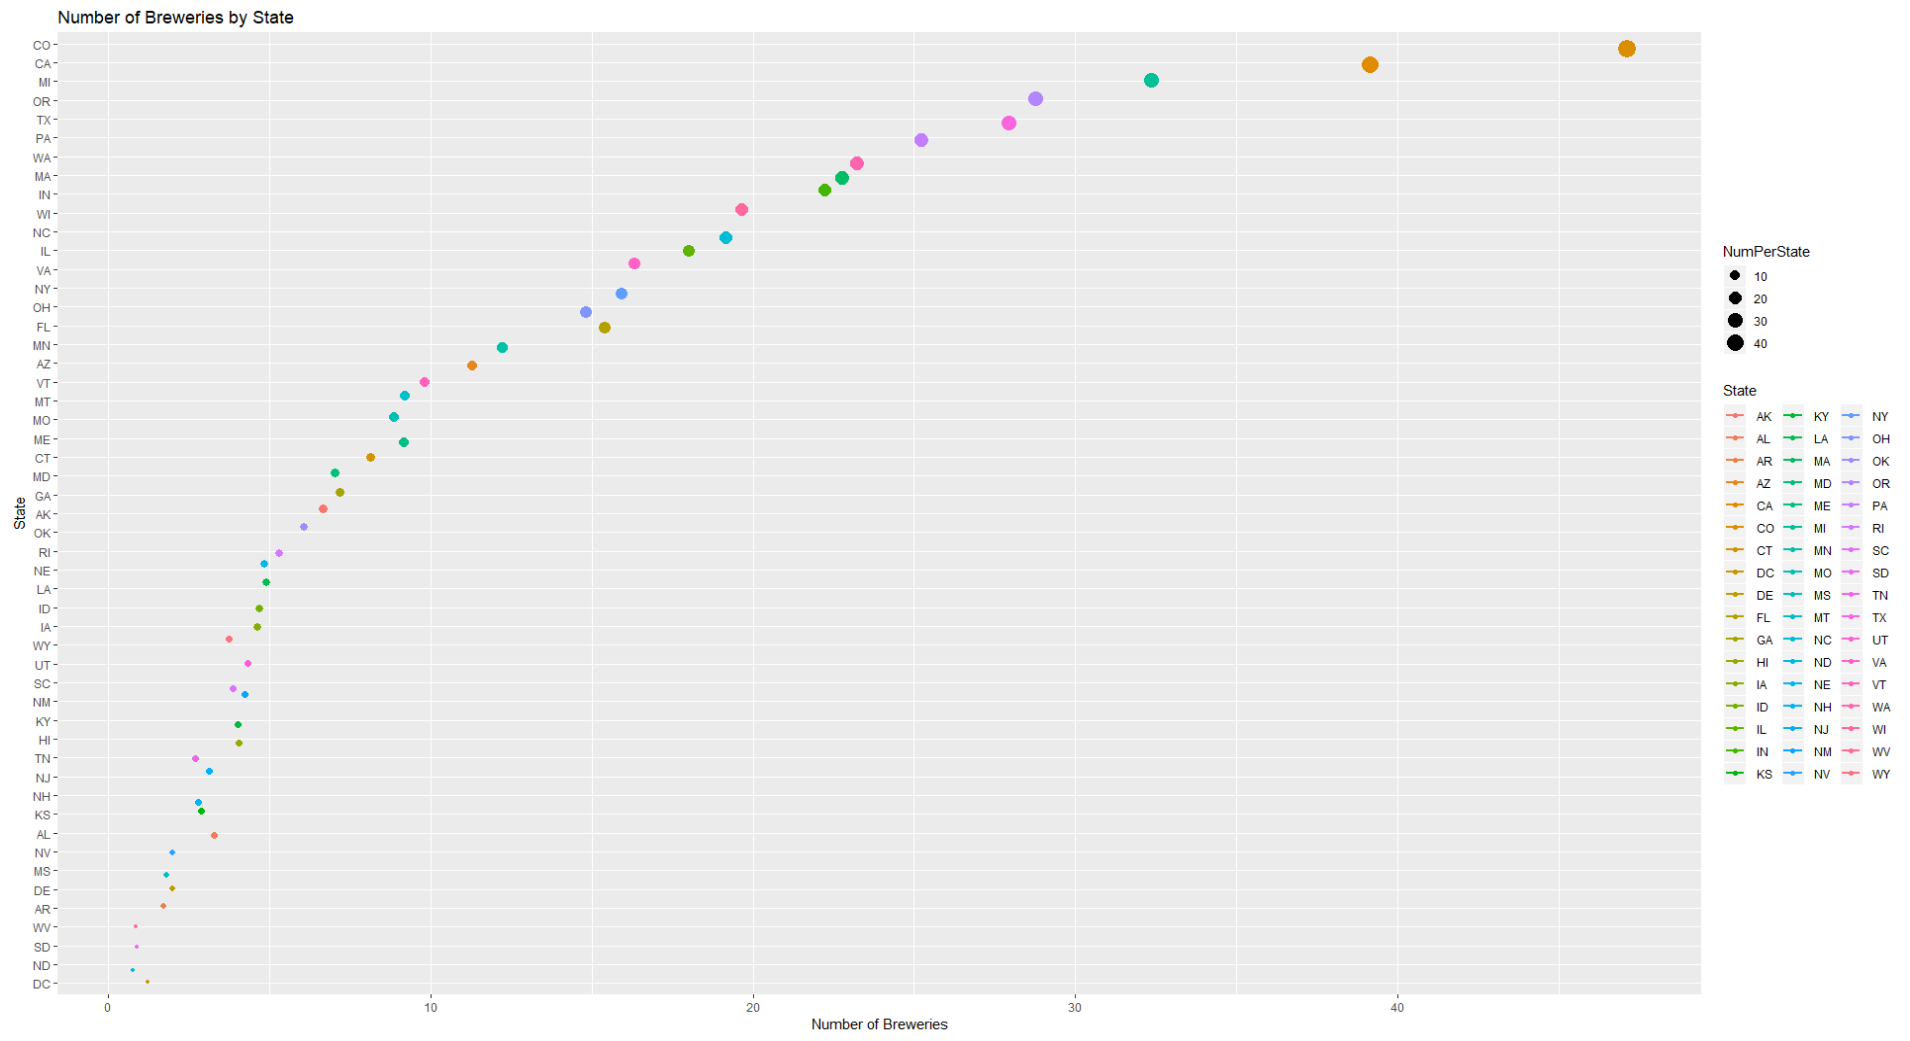 Number of Breweries by State
State
CO
CA
MI
OR
TX
PA
WA
MA
IN
WI
NC
IL
VA
NY
OH
FL
MN
AZ
VT
MT
MO
ME
CT
MD
GA
AK
OK
RI
NE
LA
ID
IA
WY
UT
SC
NM
KY
HI
TN
NJ
NH
KS
AL
NV
MS
DE
AR
WV
SD
ND
DC
0 10 20 30 40
Number of Breweries
NumPerState
10
20
30
40
State
AK KY NY
AL LA OH
AR MA OK
AZ MD OR
CA ME PA
CO MI RI
CT MN SC
DC MO SD
DE MS TN
FL MT TX
GA NC UT
HI ND VA
IA NE VT
ID NH WA
IL NJ WI
IN NM WV
KS NV WY